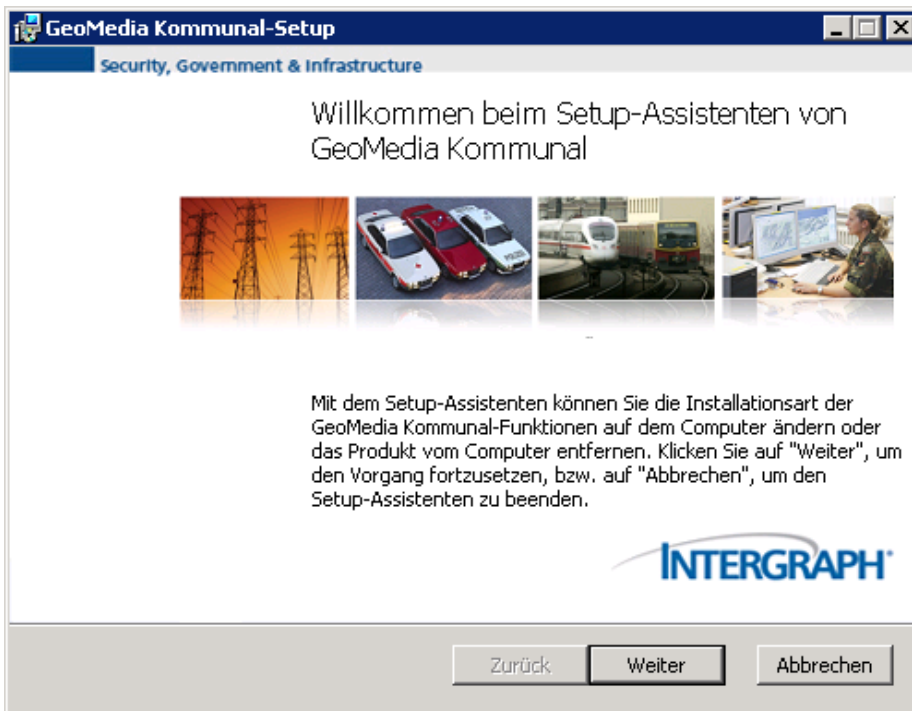 GeoMedia Kommunal-Setup
Security, Government & Infrastructure
Willkommen beim Setup-Assistenten von
GeoMedia Kommunal
POLIZEI
Mit dem Setup-Assistenten können Sie die Installationsart der
GeoMedia Kommunal-Funktionen auf dem Computer ändern oder
das Produkt vom Computer entfernen. Klicken Sie auf "Weiter", um
den Vorgang fortzusetzen, bzw. auf "Abbrechen", um den
Setup-Assistenten zu beenden.
INTERGRAPH®
Zurück
Weiter
Abbrechen